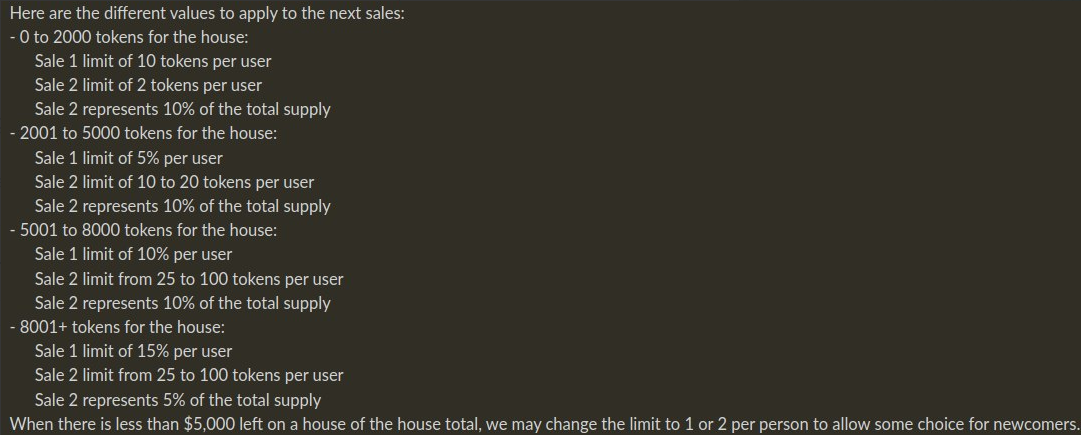 Here are the different values to apply to the next sales:
- 0 to 2000 tokens for the house:
Sale 1 limit of 10 tokens per user
Sale 2 limit of 2 tokens per user
Sale 2 represents 10% of the total supply
- 2001 to 5000 tokens for the house:
Sale 1 limit of 5% per user
Sale 2 limit of 10 to 20 tokens per user
Sale 2 represents 10% of the total supply
- 5001 to 8000 tokens for the house:
Sale 1 limit of 10% per user
Sale 2 limit from 25 to 100 tokens per user
Sale 2 represents 10% of the total supply
- 8001+ tokens for the house:
Sale 1 limit of 15% per user
Sale 2 limit from 25 to 100 tokens per user
Sale 2 represents 5% of the total supply
When there is less than $5,000 left on a house of the house total, we may change the limit to 1 or 2 per person to allow some choice for newcomers.